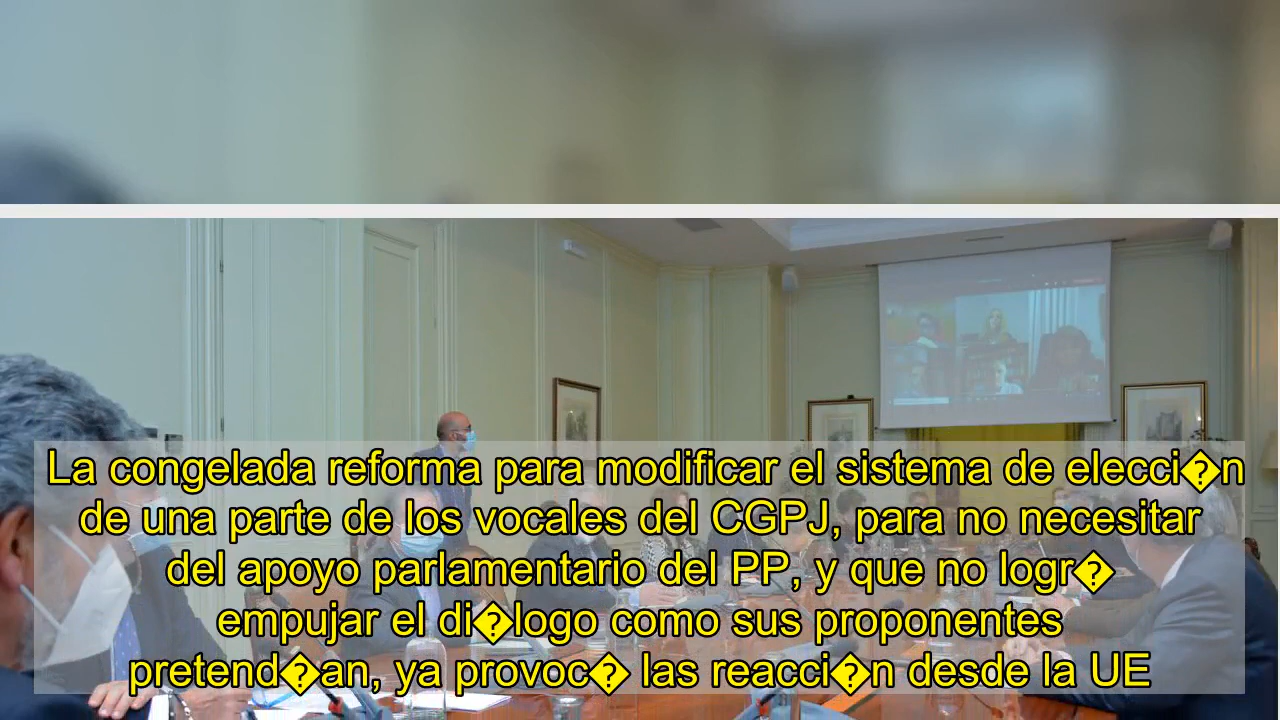 La congelada reforma para modificar el sistema de elecci�n
de una parte de los vocales del CGPJ, para no necesitar
del apoyo parlamentario del PP, y que no logr�
empujar el di�logo como sus proponentes
pretend�an, ya provoc� las reacci�n desde la UE